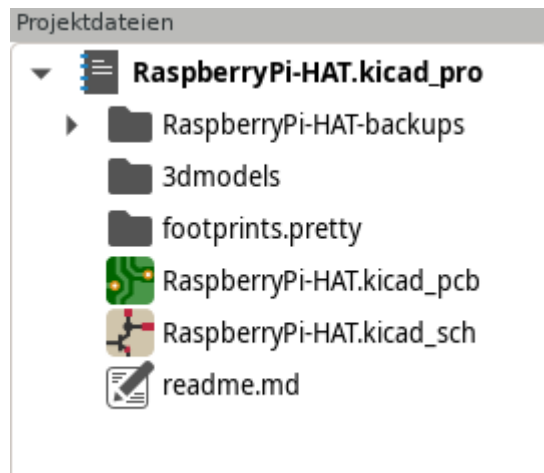 Projektdateien
RaspberryPi-HAT.kicad_pro
RaspberryPi-HAT-backups
3dmodels
footprints.pretty
RaspberryPi-HAT.kicad_pcb
RaspberryPi-HAT.kicad_sch
readme.md